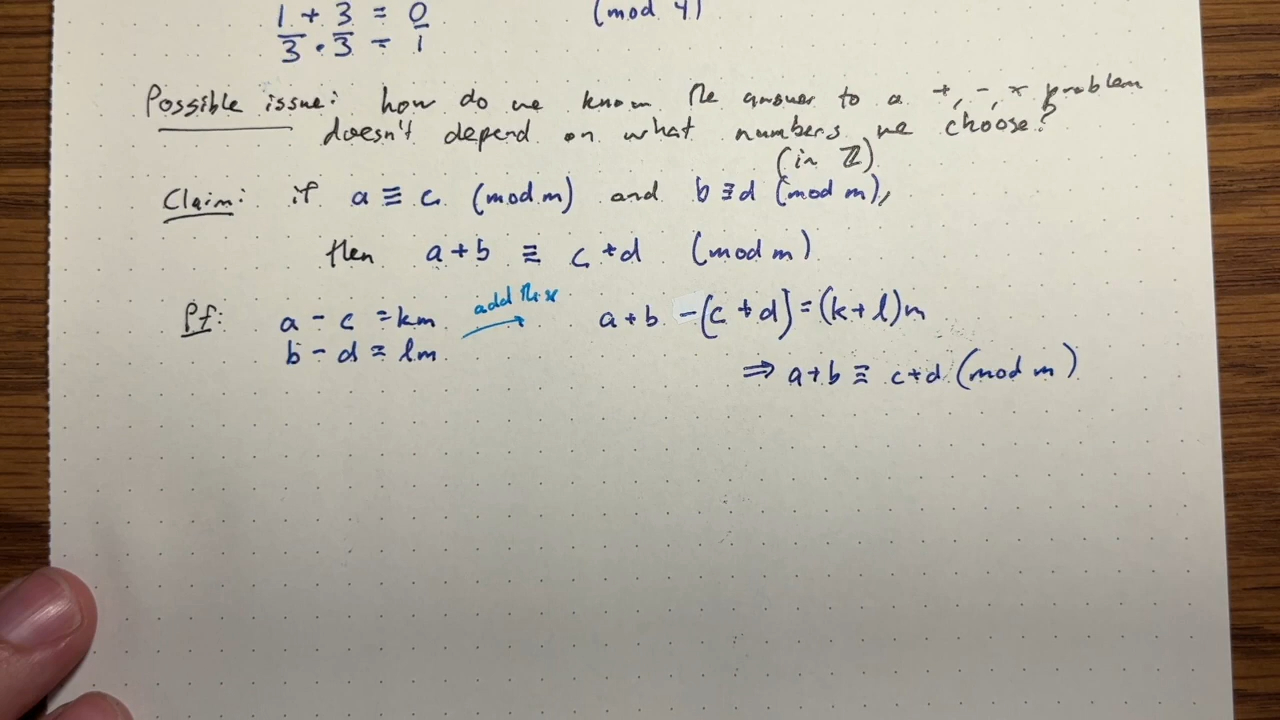 1 + 3 = 0 (mod 4)
3 · 3 = 1
Possible issue: how do we know the answer to a +, -, × problem
doesn't depend on what numbers we choose?
(in ℤ)
Claim: if a ≡ c (mod m) and b ≡ d (mod m),
then a+b ≡ c+d (mod m)
Pf: a - c = km add these a+b -(c+d) = (k+l)m
b - d = lm
⇒ a+b ≡ c+d (mod m)